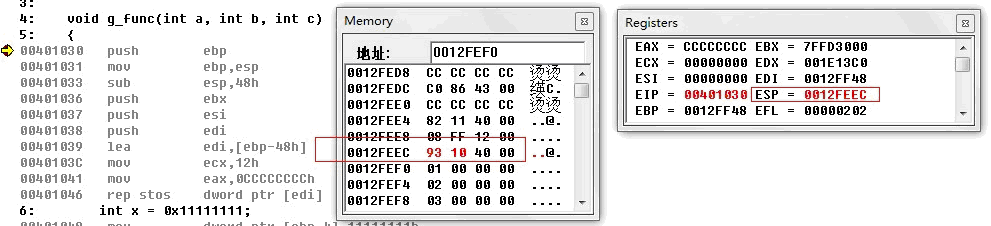 3:
4: void g_func(int a, int b, int c)
5: {
00401030 push ebp
00401031 mov ebp,esp
00401033 sub esp,48h
00401036 push ebx
00401037 push esi
00401038 push edi
00401039 lea edi,[ebp-48h]
0040103C mov ecx,12h
00401041 mov eax,0CCCCCCCCh
00401046 rep stos dword ptr [edi]
6: int x = 0x11111111;
Memory
地址: 0012FEF0
0012FED8 CC CC CC CC 烫烫
0012FEDC C0 86 43 00 缆C.
0012FEE0 CC CC CC CC 烫烫
0012FEE4 82 11 40 00 ..@.
0012FEE8 08 FF 12 00 ....
0012FEEC 93 10 40 00 ..@.
0012FEF0 01 00 00 00 ....
0012FEF4 02 00 00 00 ....
0012FEF8 03 00 00 00 ....
Registers
EAX = CCCCCCCC EBX = 7FFD3000
ECX = 00000000 EDX = 001E13C0
ESI = 00000000 EDI = 0012FF48
EIP = 00401030 ESP = 0012FEEC
EBP = 0012FF48 EFL = 00000202